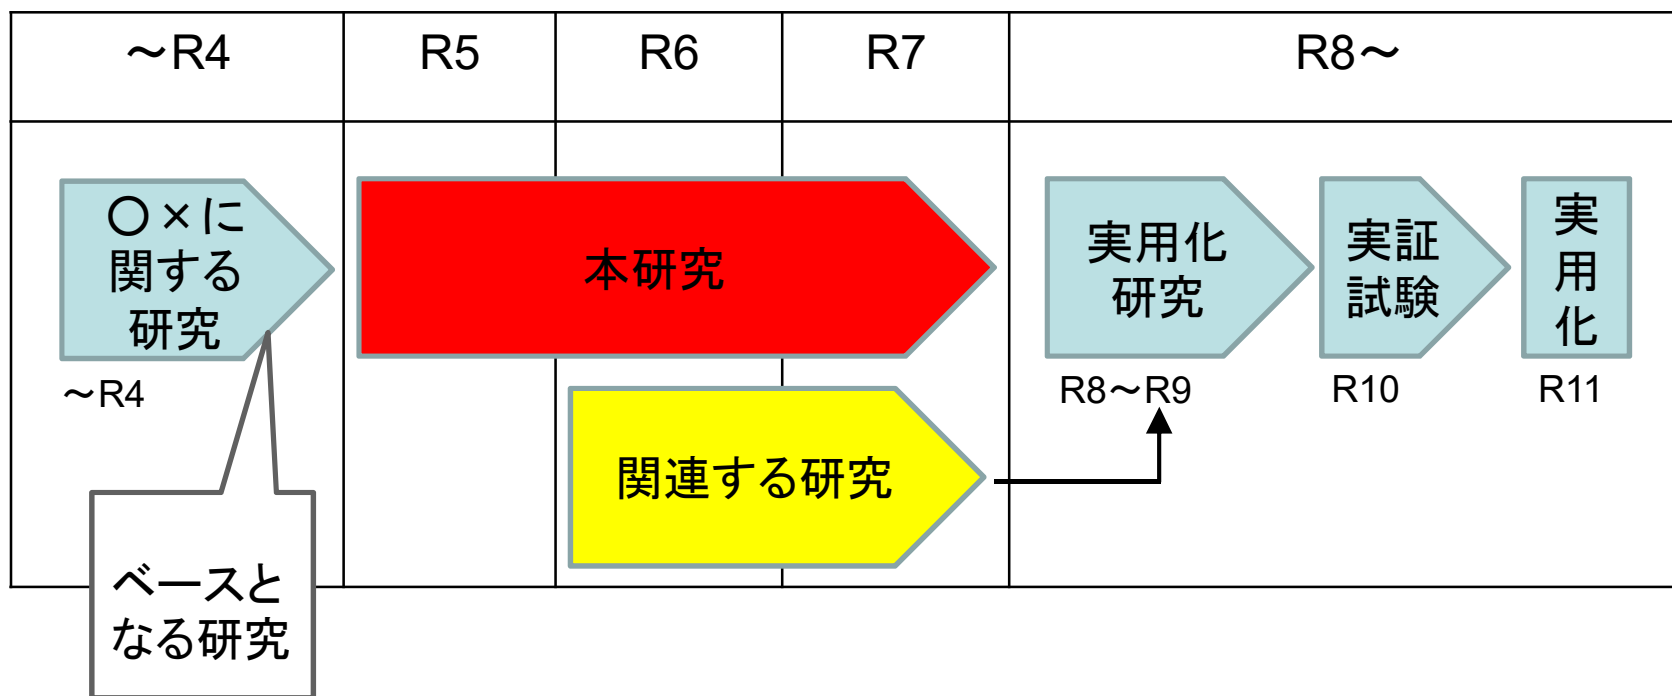 ～R4
R5
R6
R7
R8～
〇×に
関する
研究
～R4
本研究
関連する研究
実用化
研究
R8～R9
実証
試験
R10
実
用
化
R11
ベースと
なる研究